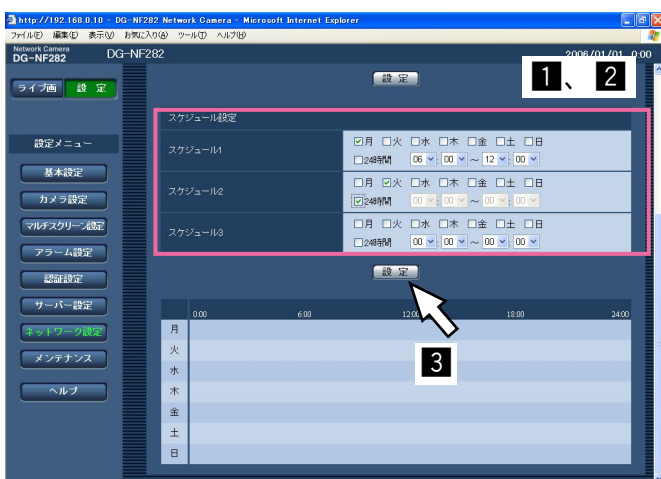 http://192.168.0.10 - DG-NF282 Network Camera - Microsoft Internet Explorer
ファイル(F) 編集(E) 表示(V) お気に入り(A) ツール(T) ヘルプ(H)
Network Camera
DG-NF282
DG-NF282
2006/01/01 0:00
ライブ画 設 定
設 定
1、 2
スケジュール設定
設定メニュー
スケジュール1
月 火 水 木 金 土 日
24時間 06 : 00 ～ 12 : 00
基本設定
カメラ設定
スケジュール2
月 火 水 木 金 土 日
24時間 00 : 00 ～ 00 : 00
マルチスクリーン設定
スケジュール3
月 火 水 木 金 土 日
24時間 00 : 00 ～ 00 : 00
アラーム設定
認証設定
設 定
サーバー設定
ネットワーク設定
メンテナンス
ヘルプ
0:00 6:00 12:00 18:00 24:00
3
月
火
水
木
金
土
日